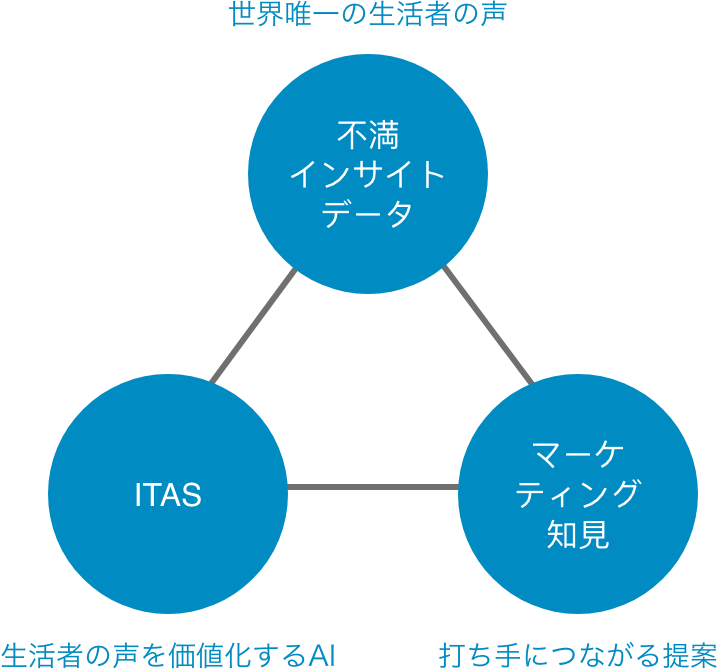 世界唯一の生活者の声
不満
インサイト
データ
ITAS
マーケ
ティング
知見
生活者の声を価値化するAI
打ち手につながる提案